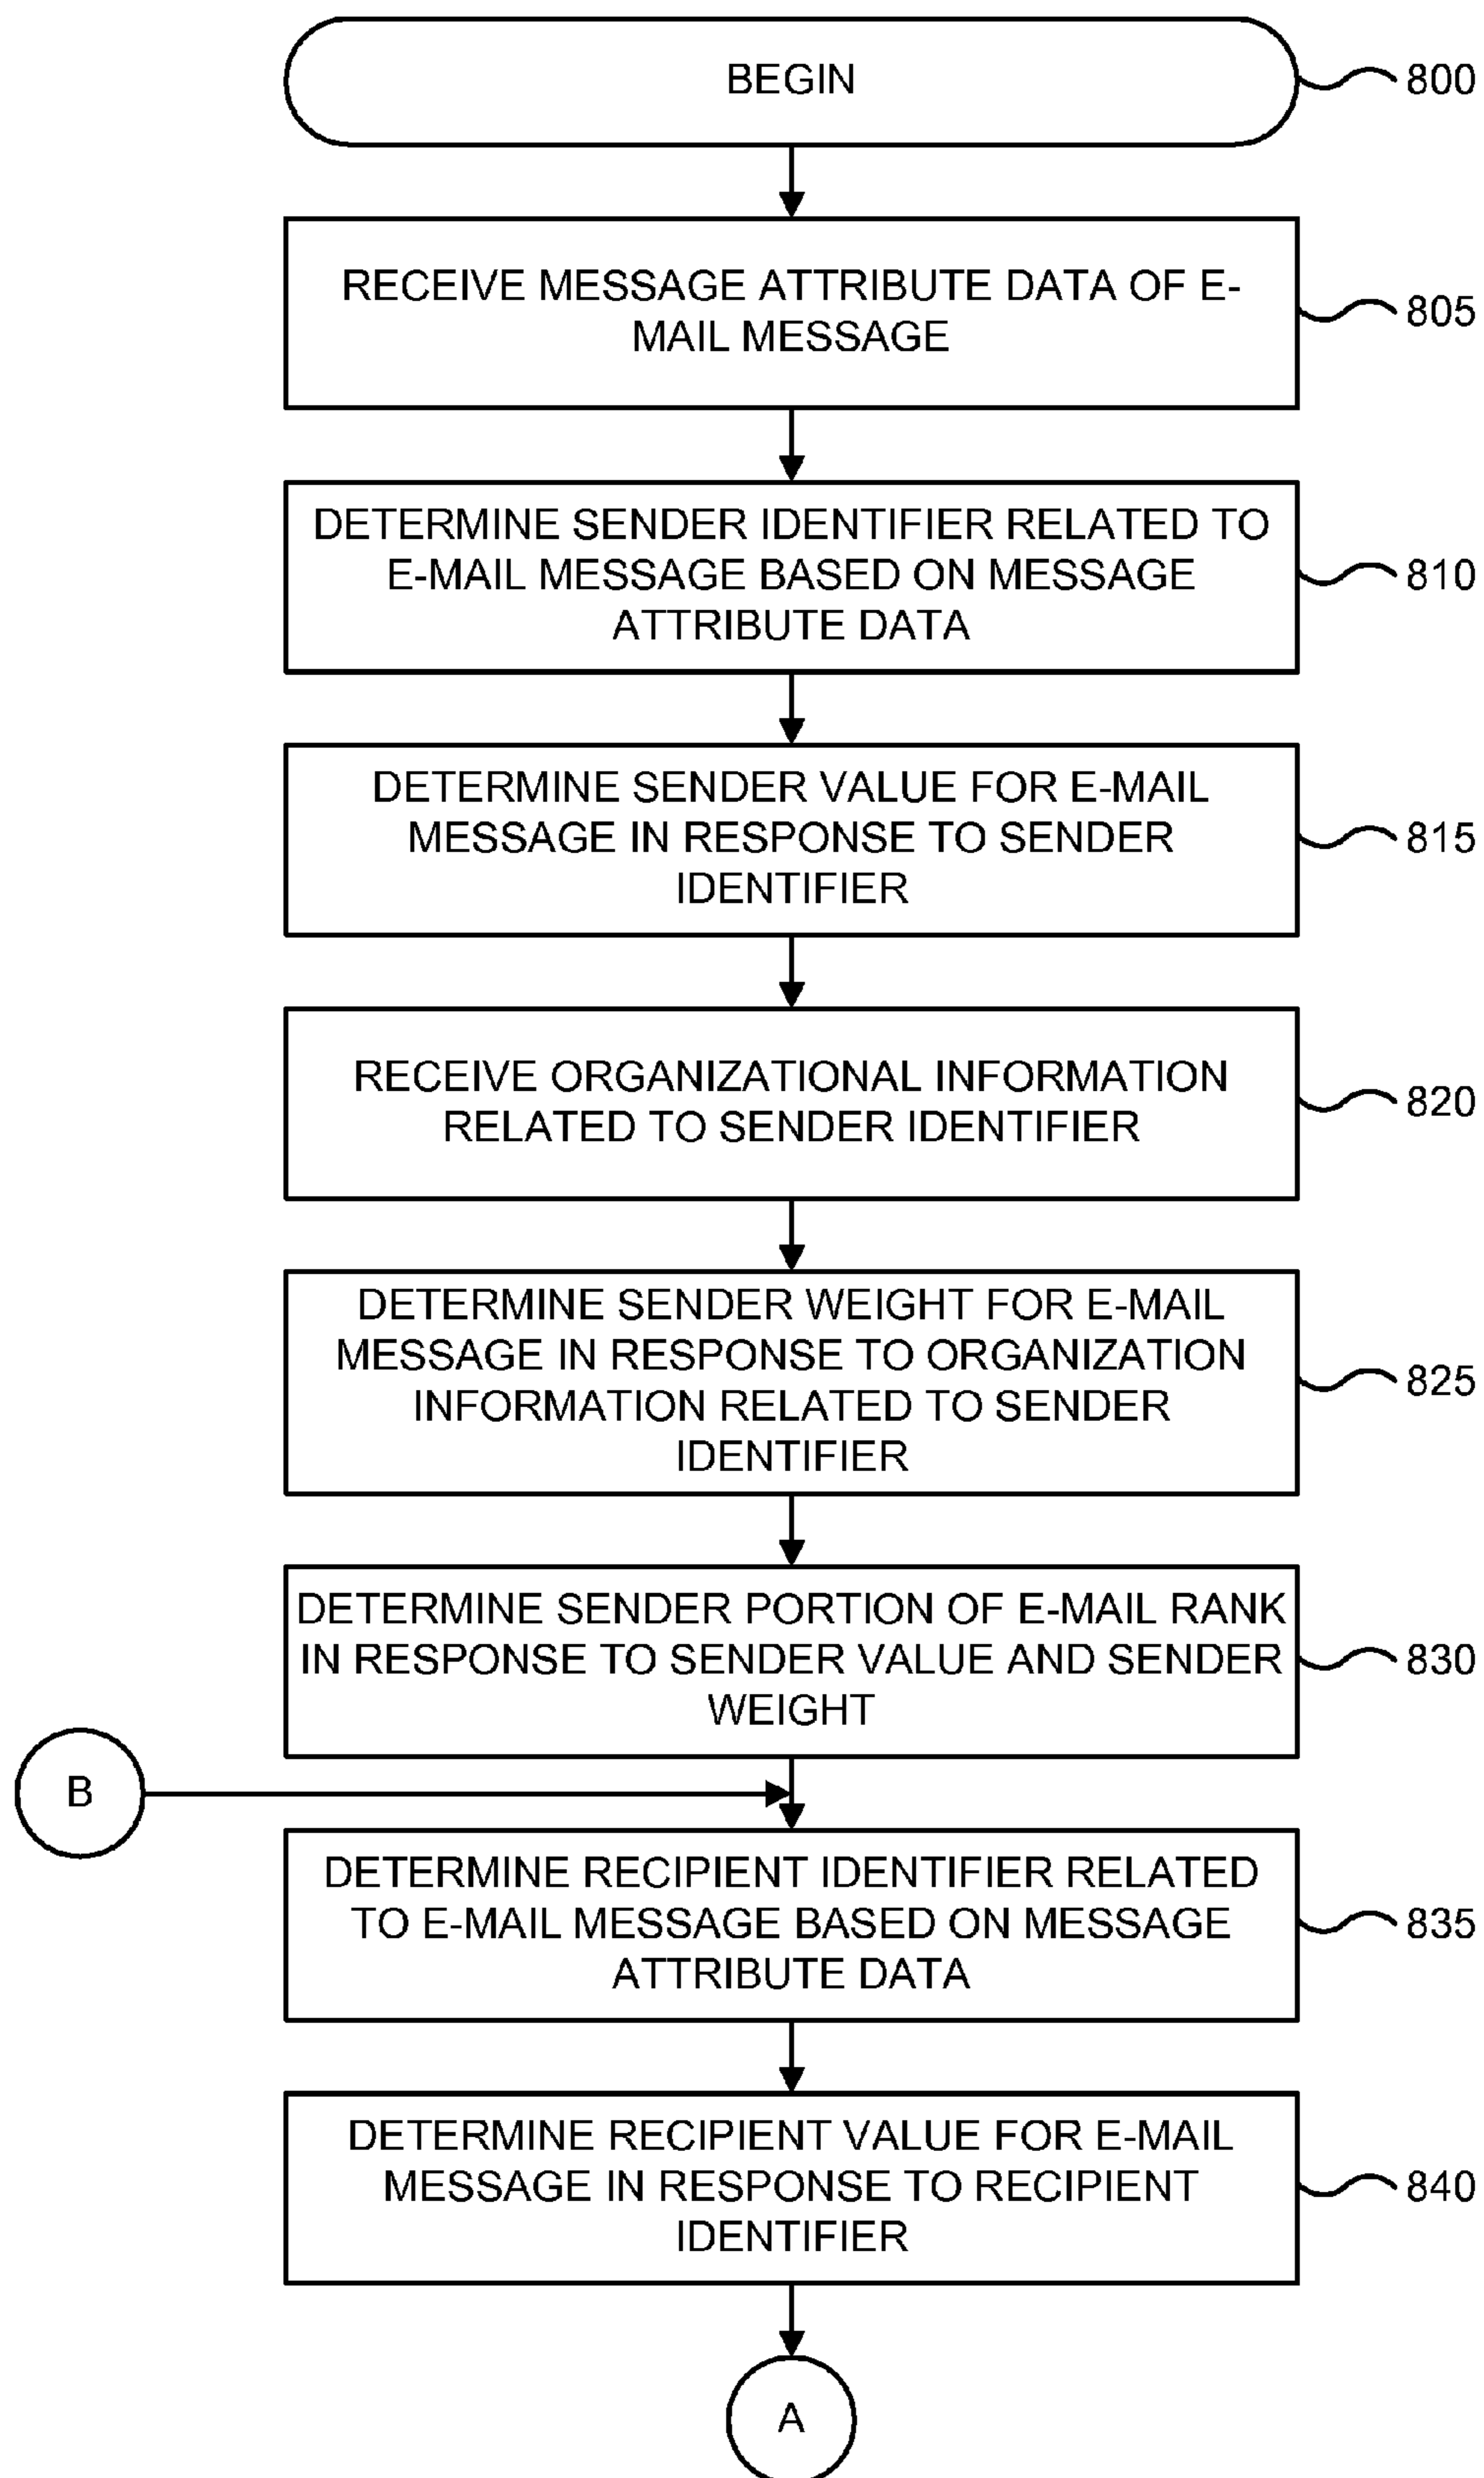 BEGIN
800
RECEIVE MESSAGE ATTRIBUTE DATA OF E-
MAIL MESSAGE
805
DETERMINE SENDER IDENTIFIER RELATED TO
E-MAIL MESSAGE BASED ON MESSAGE
ATTRIBUTE DATA
810
DETERMINE SENDER VALUE FOR E-MAIL
MESSAGE IN RESPONSE TO SENDER
IDENTIFIER
815
RECEIVE ORGANIZATIONAL INFORMATION
RELATED TO SENDER IDENTIFIER
820
DETERMINE SENDER WEIGHT FOR E-MAIL
MESSAGE IN RESPONSE TO ORGANIZATION
INFORMATION RELATED TO SENDER
IDENTIFIER
825
DETERMINE SENDER PORTION OF E-MAIL RANK
IN RESPONSE TO SENDER VALUE AND SENDER
WEIGHT
830
B
DETERMINE RECIPIENT IDENTIFIER RELATED
TO E-MAIL MESSAGE BASED ON MESSAGE
ATTRIBUTE DATA
835
DETERMINE RECIPIENT VALUE FOR E-MAIL
MESSAGE IN RESPONSE TO RECIPIENT
IDENTIFIER
840
A